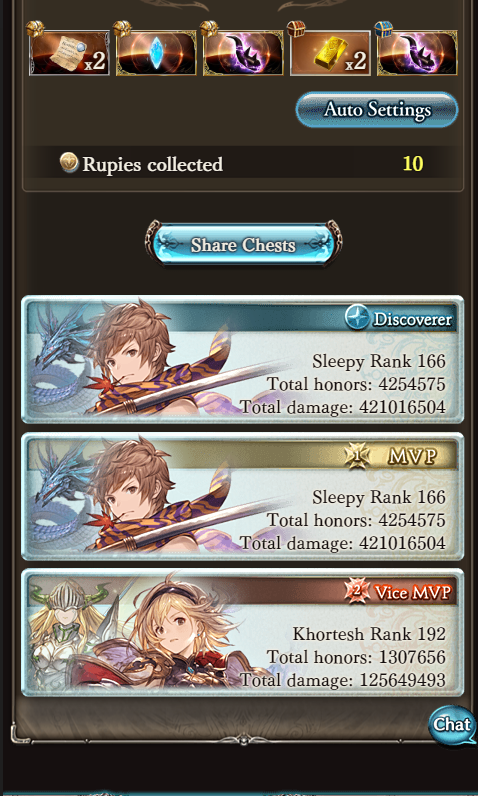 x2
x2
Auto Settings
Rupies collected 10
Share Chests
Discoverer
Sleepy Rank 166
Total honors: 4254575
Total damage: 421016504
1 MVP
Sleepy Rank 166
Total honors: 4254575
Total damage: 421016504
2 Vice MVP
Khortesh Rank 192
Total honors: 1307656
Total damage: 125649493
Chat